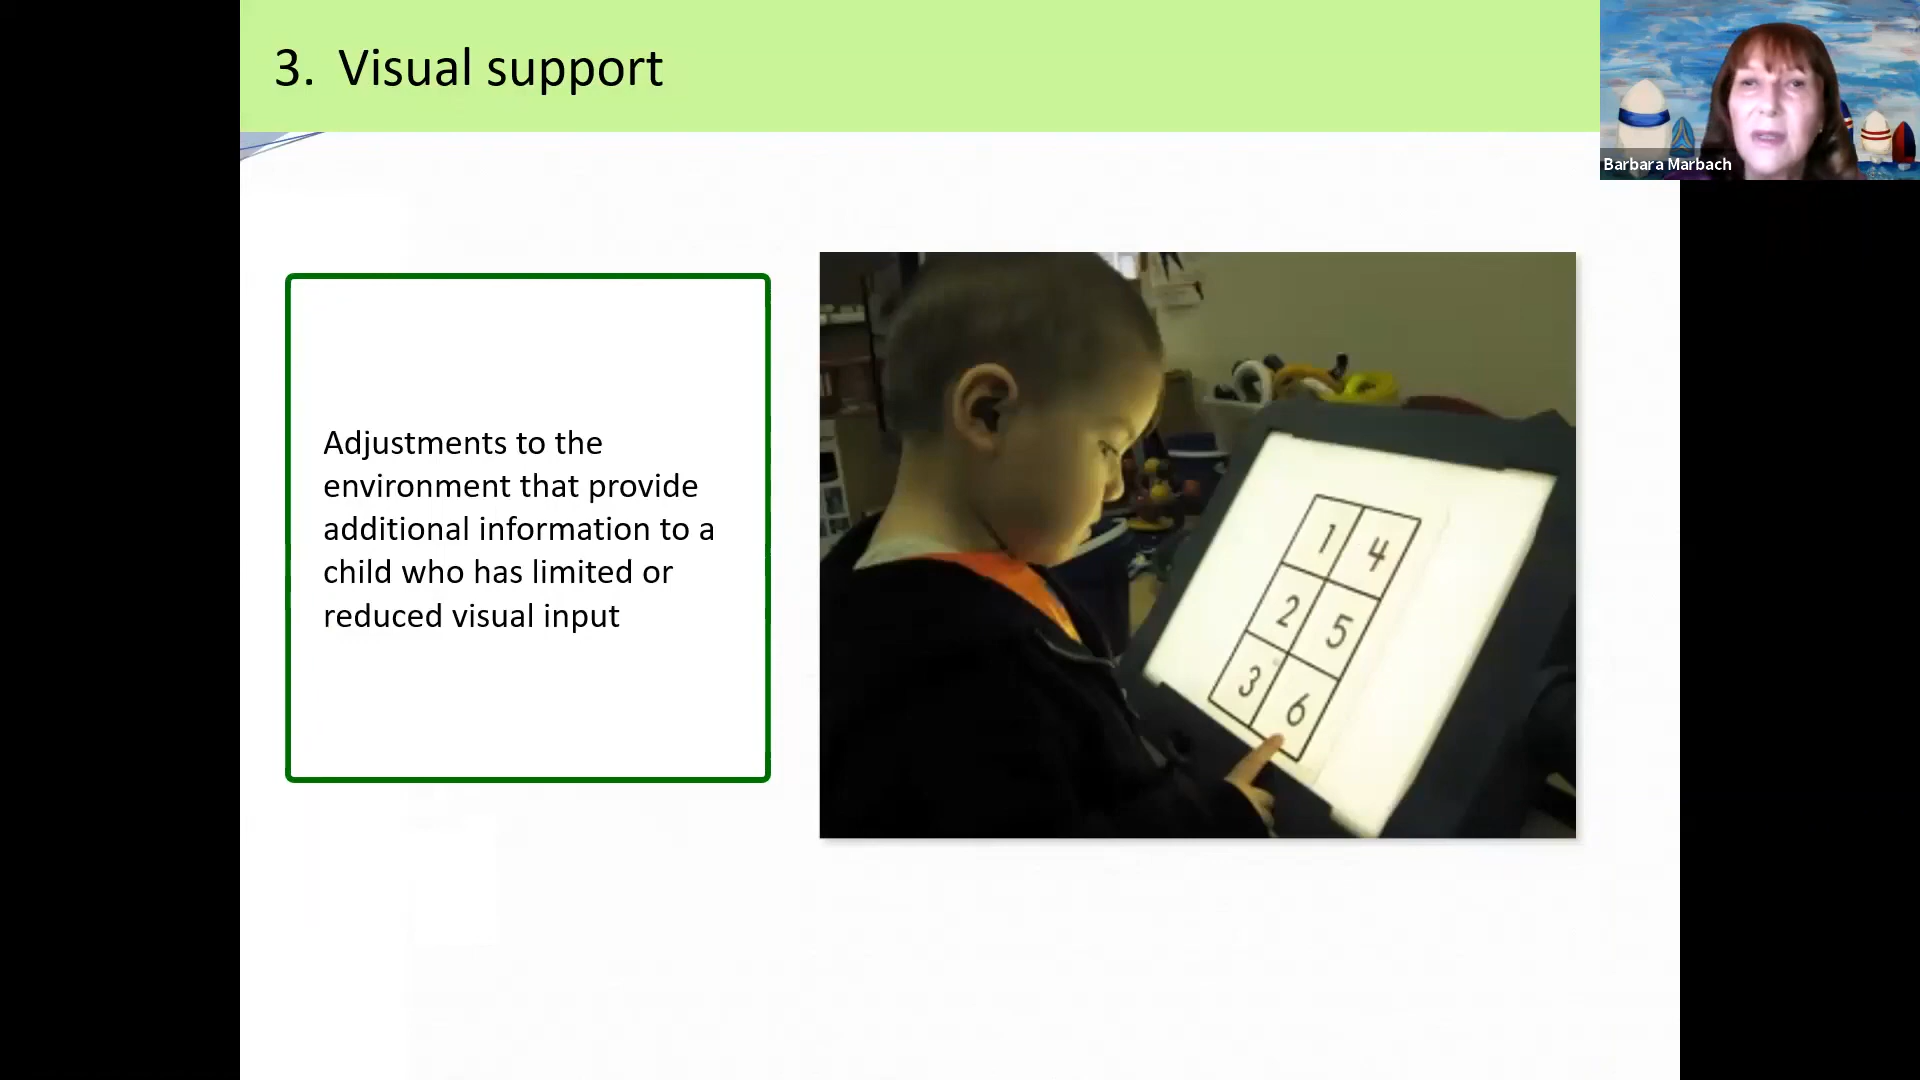 3. Visual support
Barbara Marbach
Adjustments to the
environment that provide
additional information to a
child who has limited or
reduced visual input
1 4
2 5
3 6